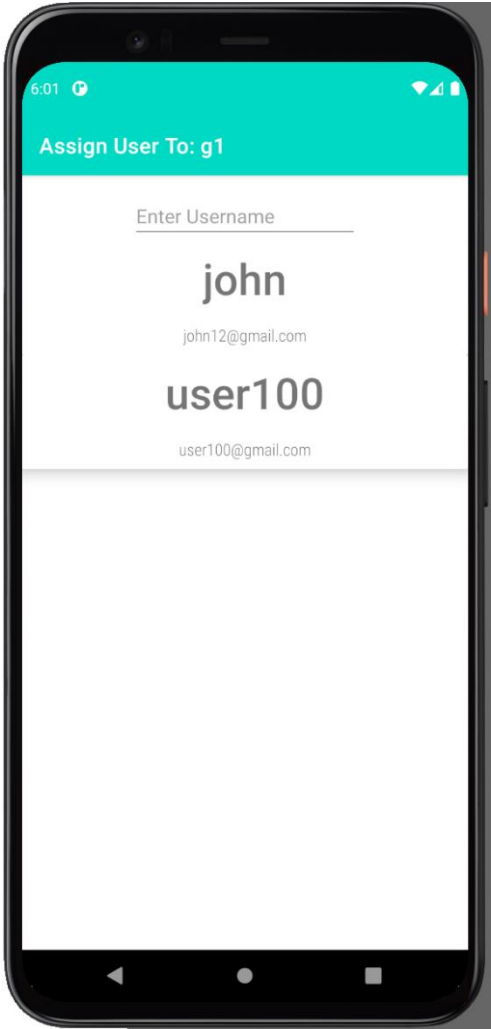 6:01
Assign User To: g1
Enter Username
john
john12@gmail.com
user100
user100@gmail.com